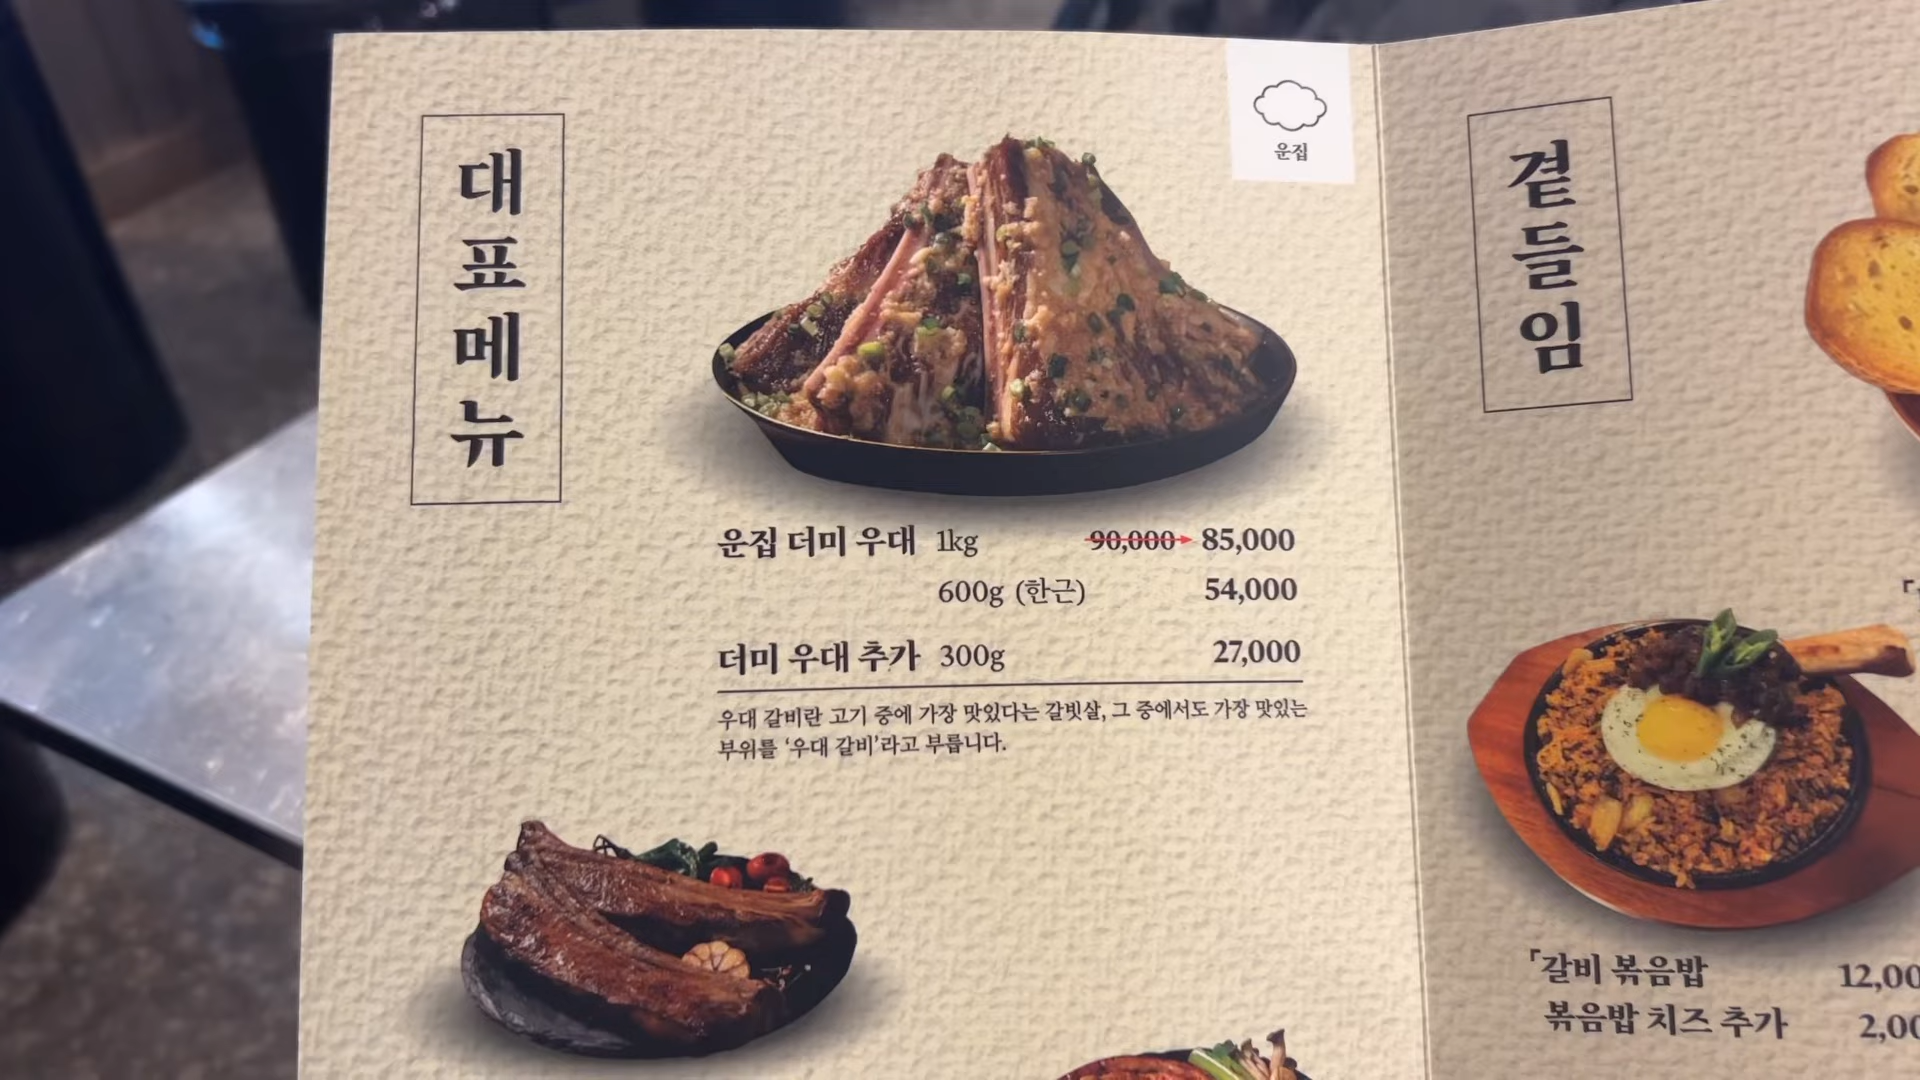 대표메뉴
운집
운집 더미 우대 1kg 90,000 85,000
600g (한근) 54,000
더미 우대 추가 300g 27,000
우대 갈비란 고기 중에 가장 맛있다는 갈빗살, 그 중에서도 가장 맛있는
부위를 ‘우대 갈비’라고 부릅니다.
곁들임
「갈비 볶음밥 12,00
볶음밥 치즈 추가 2,00